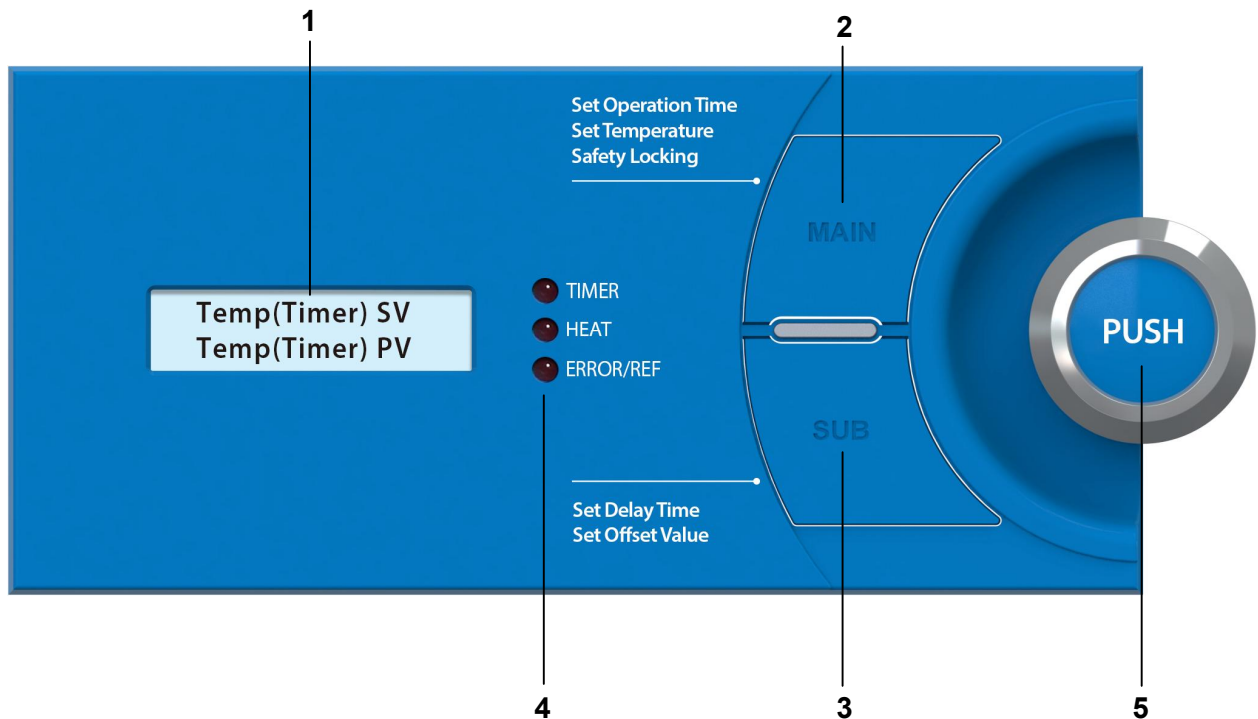 1
2
Set Operation Time
Set Temperature
Safety Locking
MAIN
Temp(Timer) SV
Temp(Timer) PV
TIMER
HEAT
ERROR/REF
PUSH
SUB
Set Delay Time
Set Offset Value
4
3
5